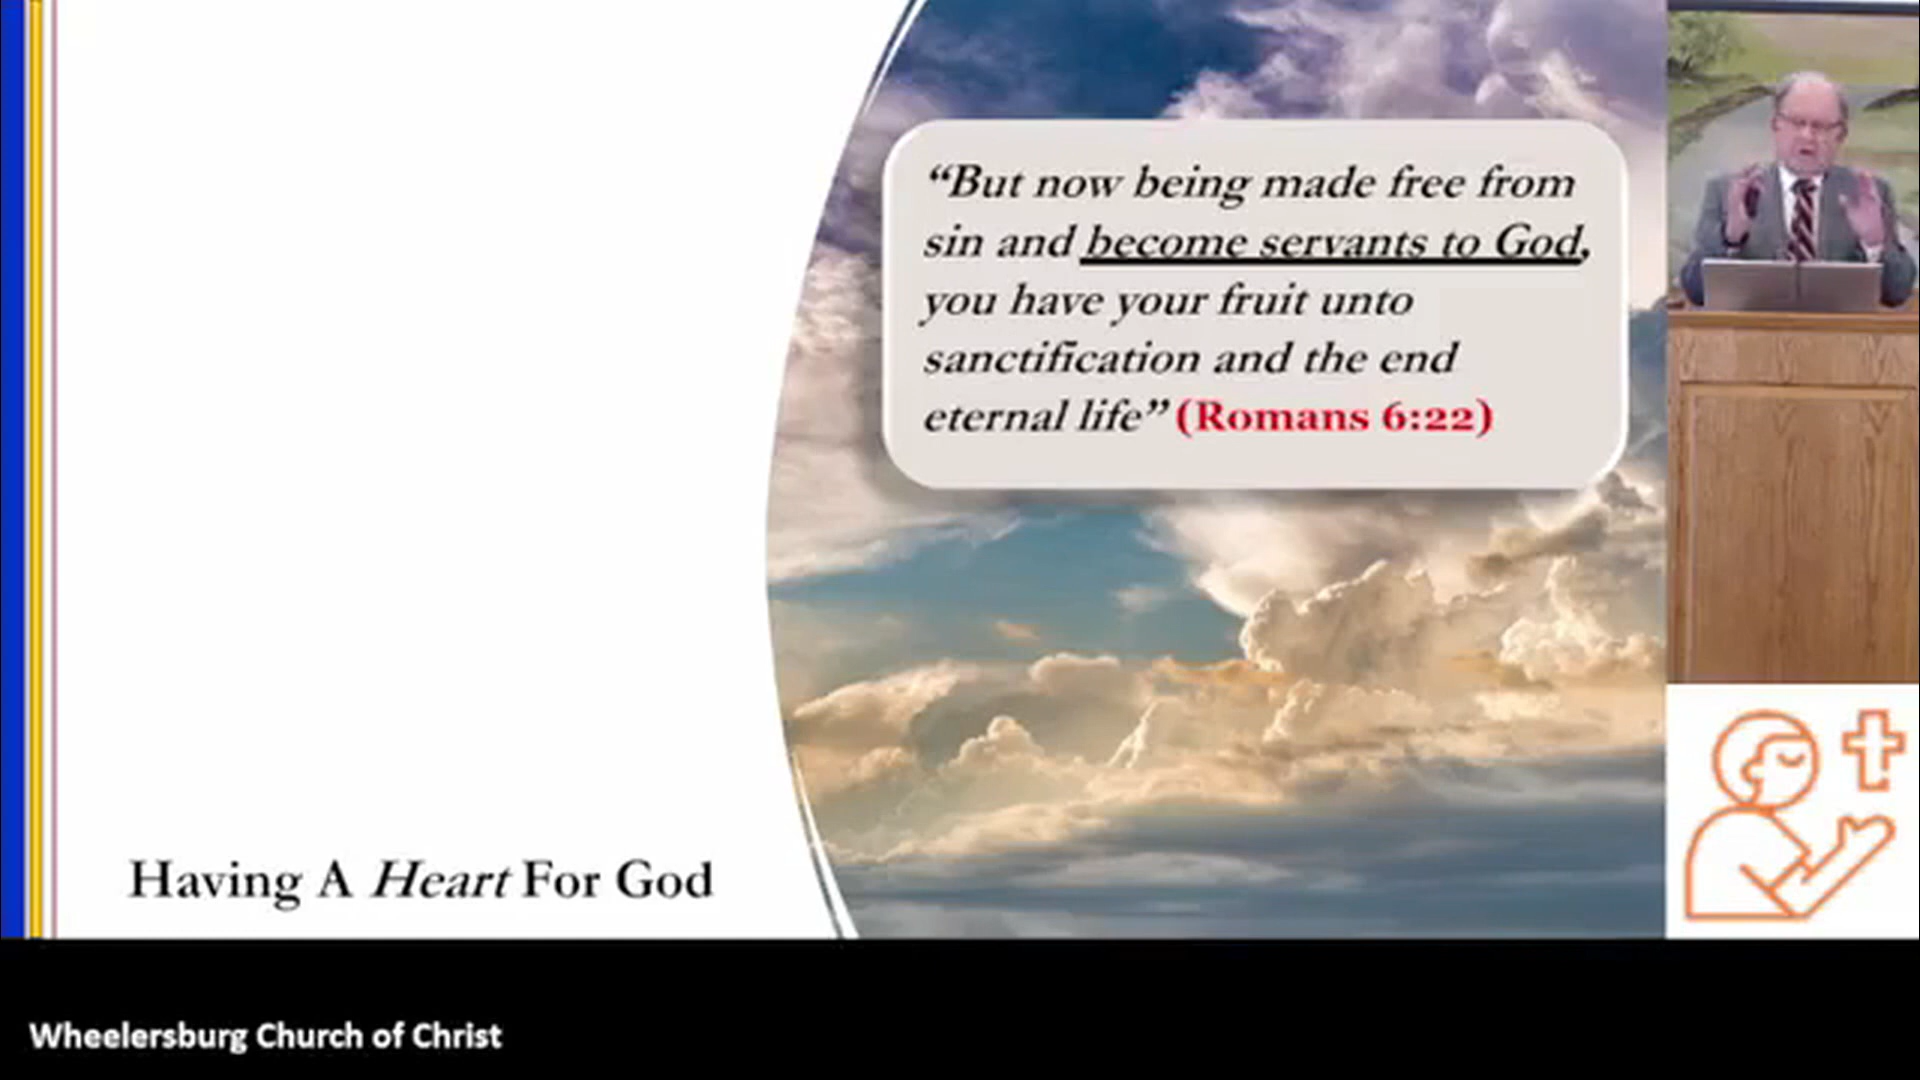 “But now being made free from
sin and become servants to God,
you have your fruit unto
sanctification and the end
eternal life” (Romans 6:22)
Having A Heart For God
Wheelersburg Church of Christ